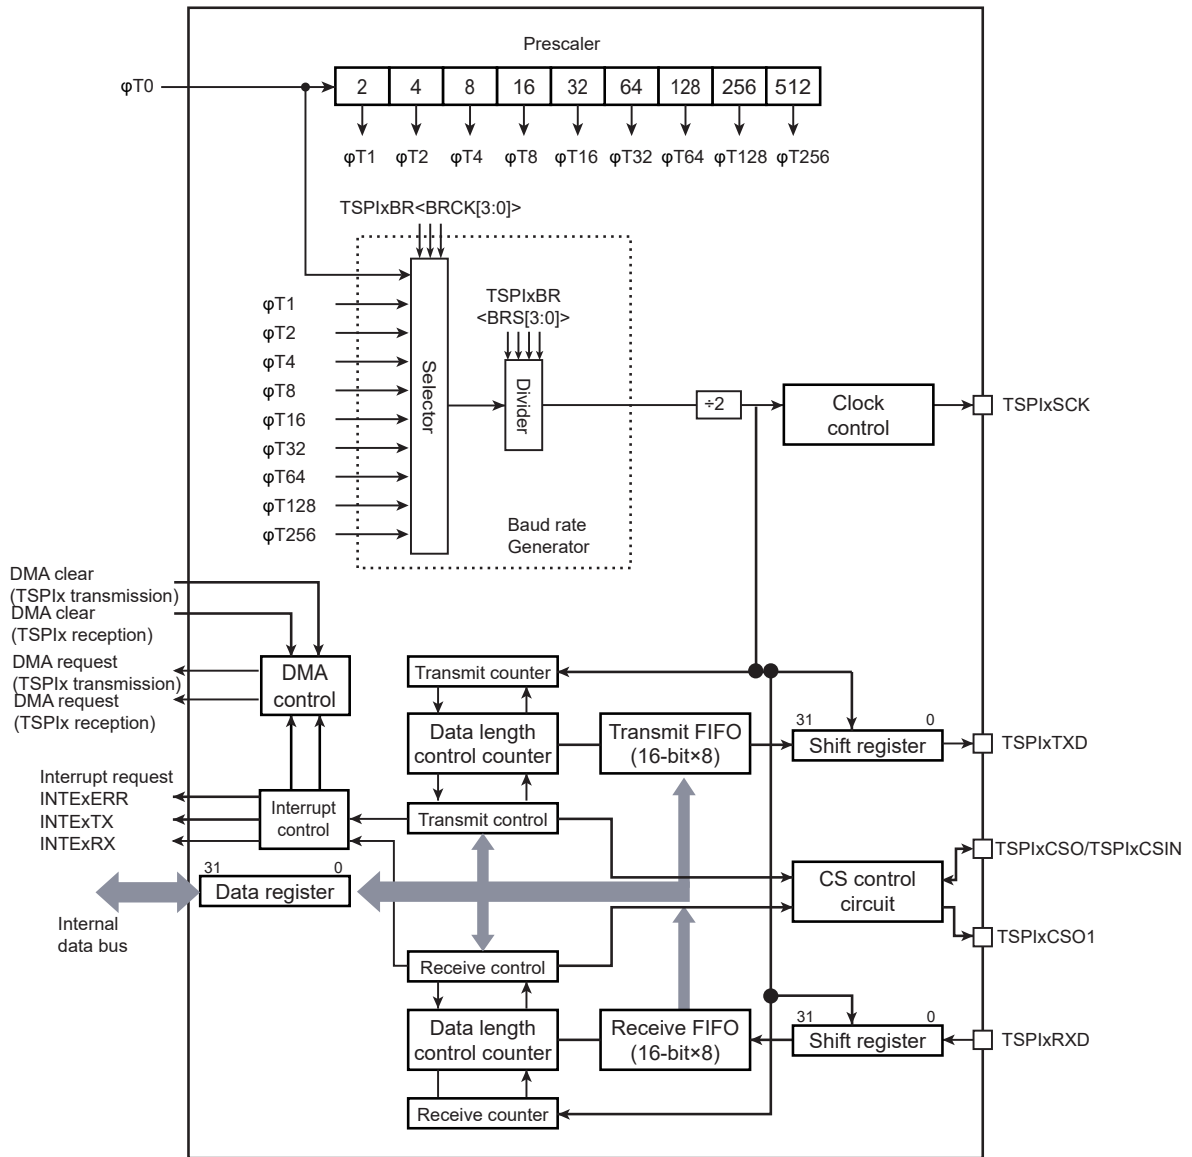 Prescaler
φT0
2 4 8 16 32 64 128 256 512
φT1 φT2 φT4 φT8 φT16 φT32 φT64 φT128 φT256
TSPIxBR<BRCK[3:0]>
TSPIxBR
<BRS[3:0]>
φT1
φT2
φT4
φT8
φT16
φT32
φT64
φT128
φT256
Selector
Divider
÷2
Clock
control
TSPIxSCK
Baud rate
Generator
DMA clear
(TSPIx transmission)
DMA clear
(TSPIx reception)
DMA request
(TSPIx transmission)
DMA request
(TSPIx reception)
DMA
control
Transmit counter
Data length
control counter
Transmit FIFO
(16-bit×8)
31 0
Shift register
TSPIxTXD
Interrupt request
INTExERR
INTExTX
INTExRX
Interrupt
control
Transmit control
31 0
Data register
Internal
data bus
CS control
circuit
TSPIxCSO/TSPIxCSIN
TSPIxCSO1
Receive control
Data length
control counter
Receive FIFO
(16-bit×8)
31 0
Shift register
TSPIxRXD
Receive counter